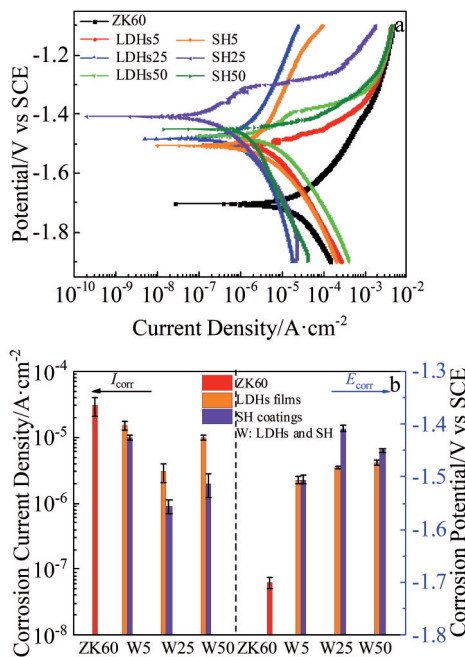 a
ZK60
LDHs5 SH5
LDHs25 SH25
LDHs50 SH50
Potential/V vs SCE
-1.2
-1.4
-1.6
-1.8
10^-10 10^-9 10^-8 10^-7 10^-6 10^-5 10^-4 10^-3 10^-2
Current Density/A·cm^-2
b
I_corr E_corr
ZK60
LDHs films
SH coatings
W: LDHs and SH
Corrosion Current Density/A·cm^-2
10^-4
10^-5
10^-6
10^-7
10^-8
Corrosion Potential/V vs SCE
-1.3
-1.4
-1.5
-1.6
-1.7
-1.8
ZK60 W5 W25 W50 ZK60 W5 W25 W50